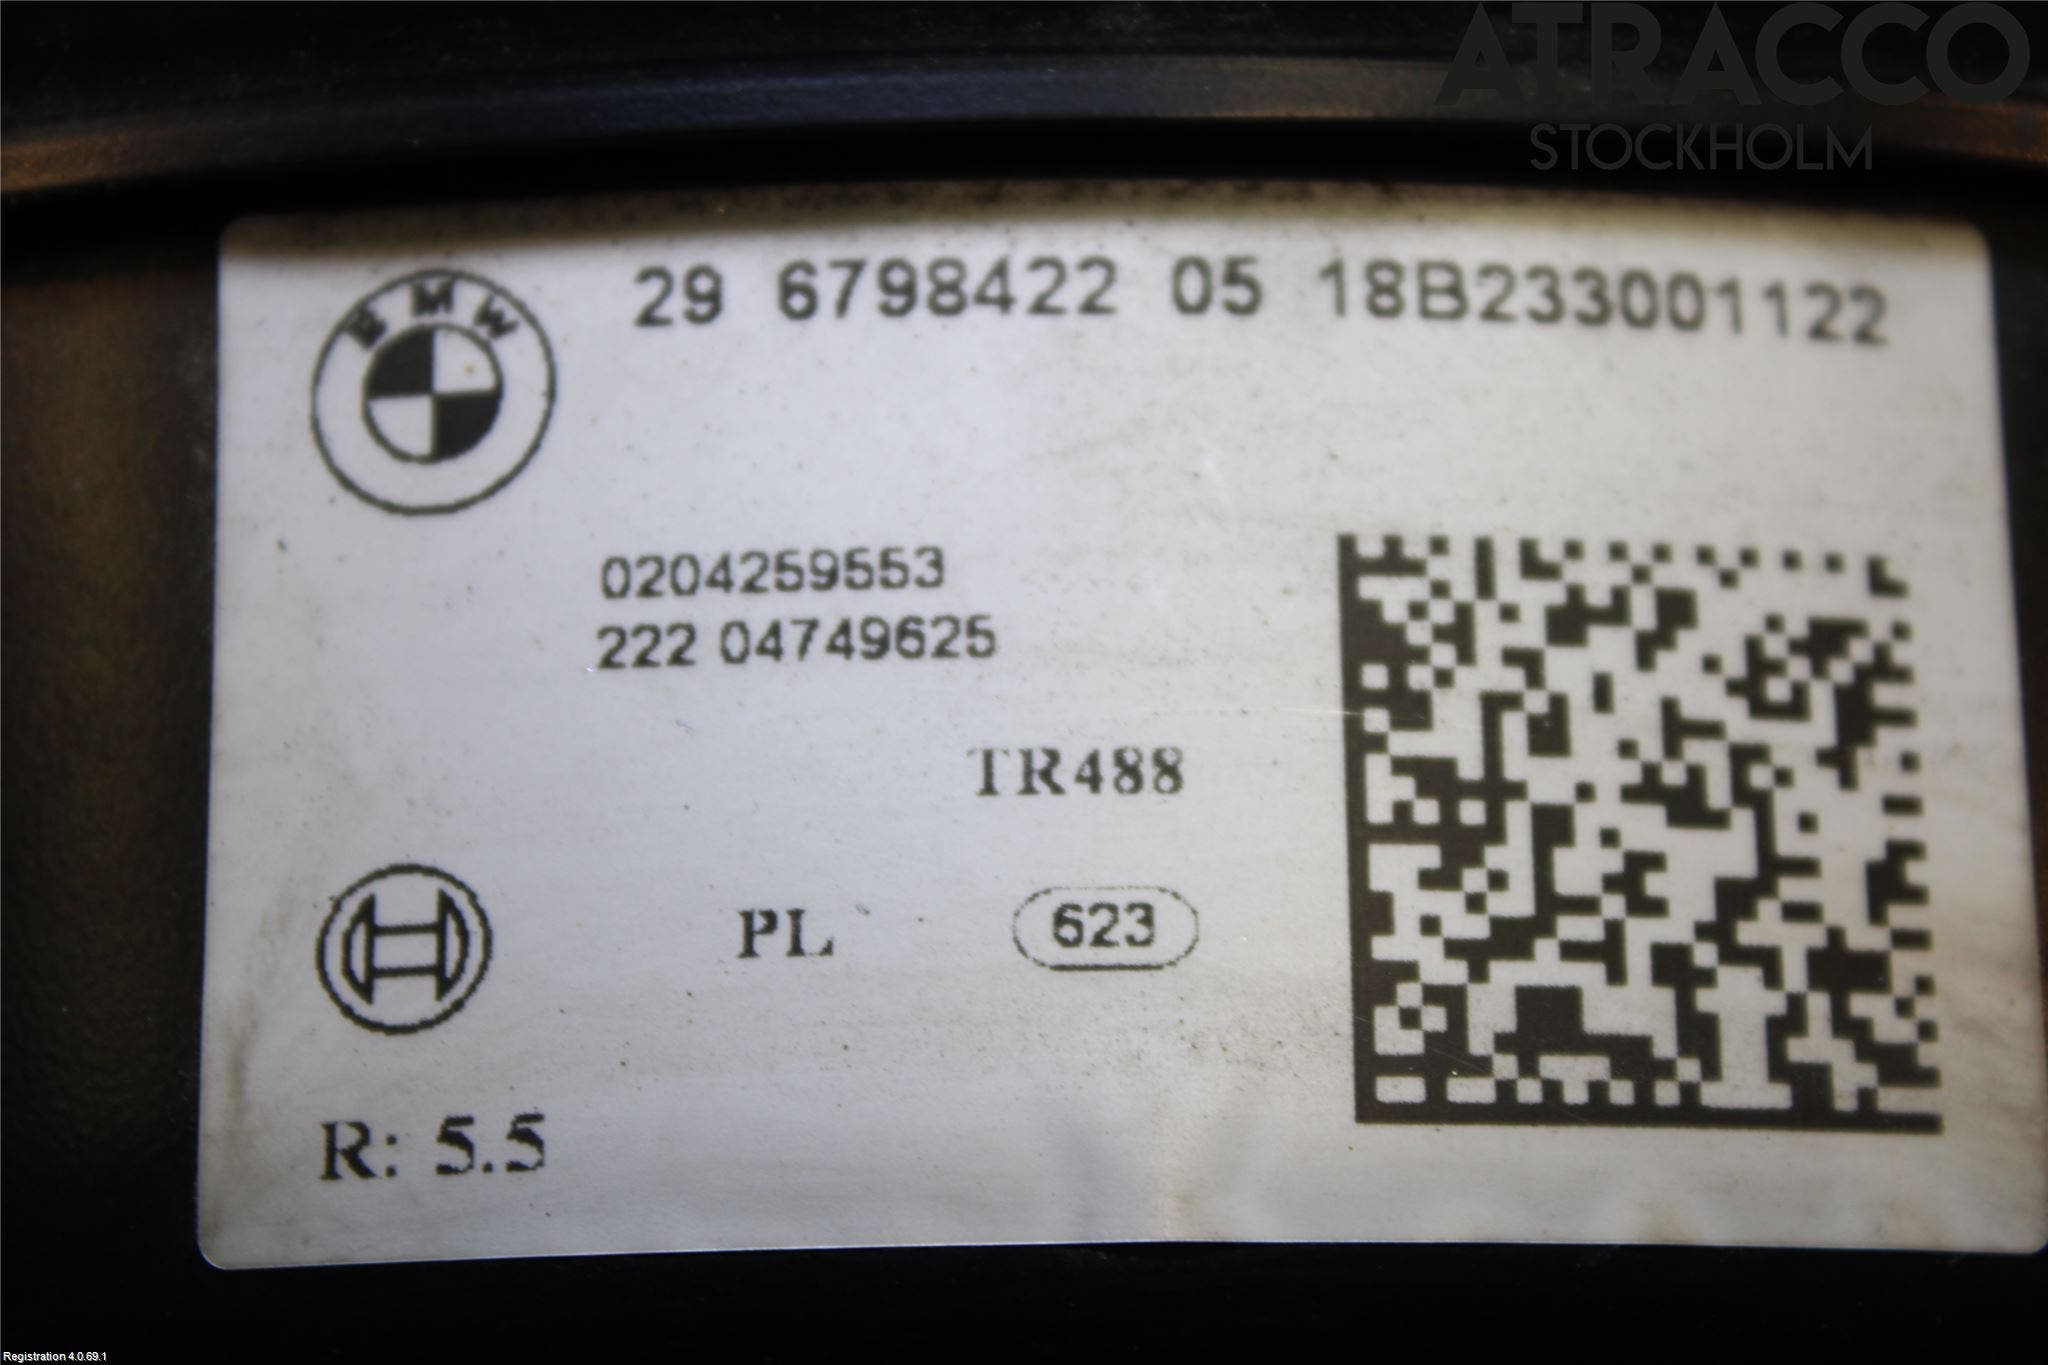 ATRACCO
STOCKHOLM
BMW
29 6798422 05 18B233001122
0204259553
222 04749625
TR488
PL
623
R: 5.5
Registration 4.0.69.1